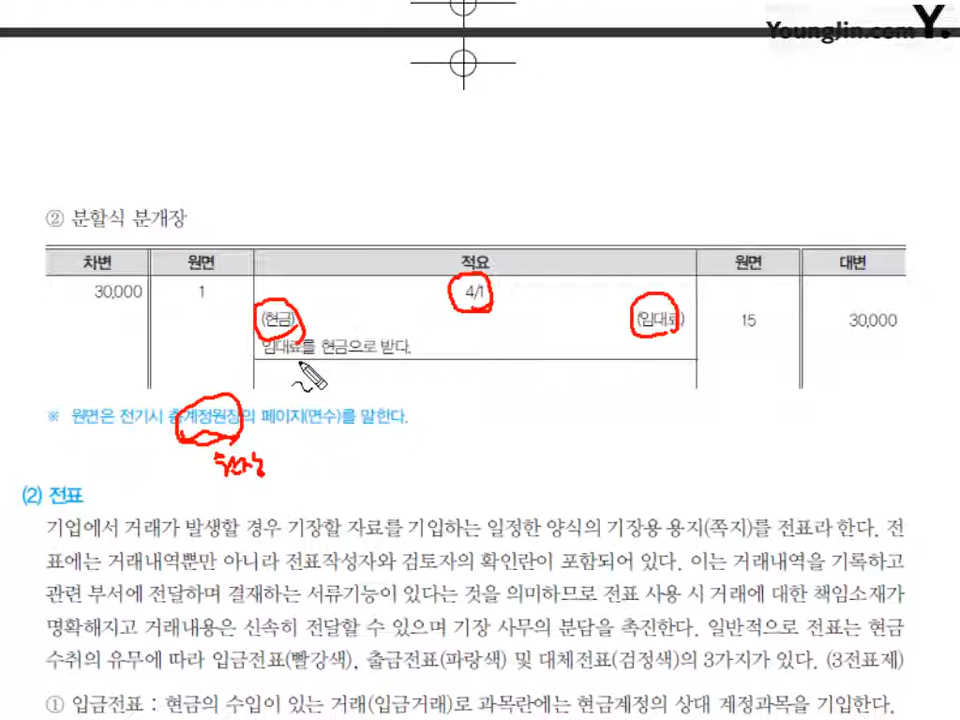 YoungJin.com Y.
② 분할식 분개장
차변 원면 적요 원면 대변
30,000 1 4/1
(현금) (임대료) 15 30,000
임대료를 현금으로 받다.
※ 원면은 전기시 총계정원장의 페이지(면수)를 말한다.
(2) 전표
기업에서 거래가 발생할 경우 기장할 자료를 기입하는 일정한 양식의 기장용 용지(쪽지)를 전표라 한다. 전
표에는 거래내역뿐만 아니라 전표작성자와 검토자의 확인란이 포함되어 있다. 이는 거래내역을 기록하고
관련 부서에 전달하며 결재하는 서류기능이 있다는 것을 의미하므로 전표 사용 시 거래에 대한 책임소재가
명확해지고 거래내용은 신속히 전달할 수 있으며 기장 사무의 분담을 촉진한다. 일반적으로 전표는 현금
수취의 유무에 따라 입금전표(빨강색), 출금전표(파랑색) 및 대체전표(검정색)의 3가지가 있다. (3전표제)
① 입금전표 : 현금의 수입이 있는 거래(입금거래)로 과목란에는 현금계정의 상대 계정과목을 기입한다.